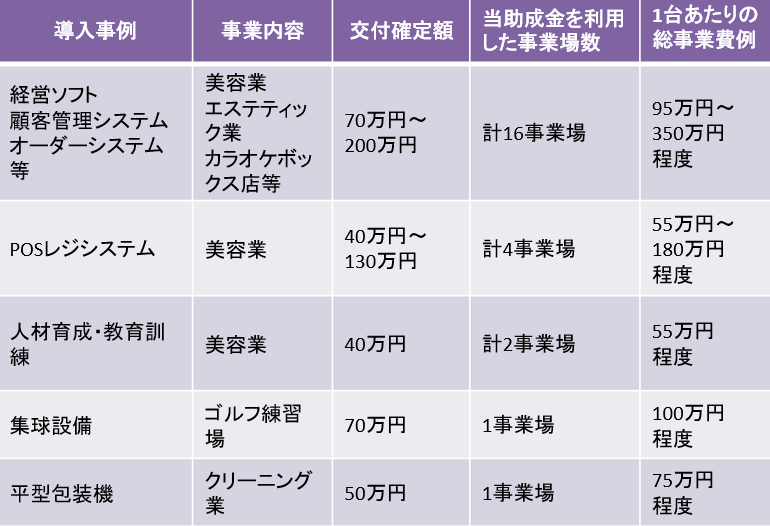 導入事例
事業内容
交付確定額
当助成金を利用
した事業場数
1台あたりの
総事業費例
経営ソフト
顧客管理システム
オーダーシステム
等
美容業
エステティッ
ク業
カラオケボッ
クス店等
70万円～
200万円
計16事業場
95万円～
350万円
程度
POSレジシステム
美容業
40万円～
130万円
計4事業場
55万円～
180万円
程度
人材育成・教育訓
練
美容業
40万円
計2事業場
55万円
程度
集球設備
ゴルフ練習
場
70万円
1事業場
100万円
程度
平型包装機
クリーニング
業
50万円
1事業場
75万円
程度